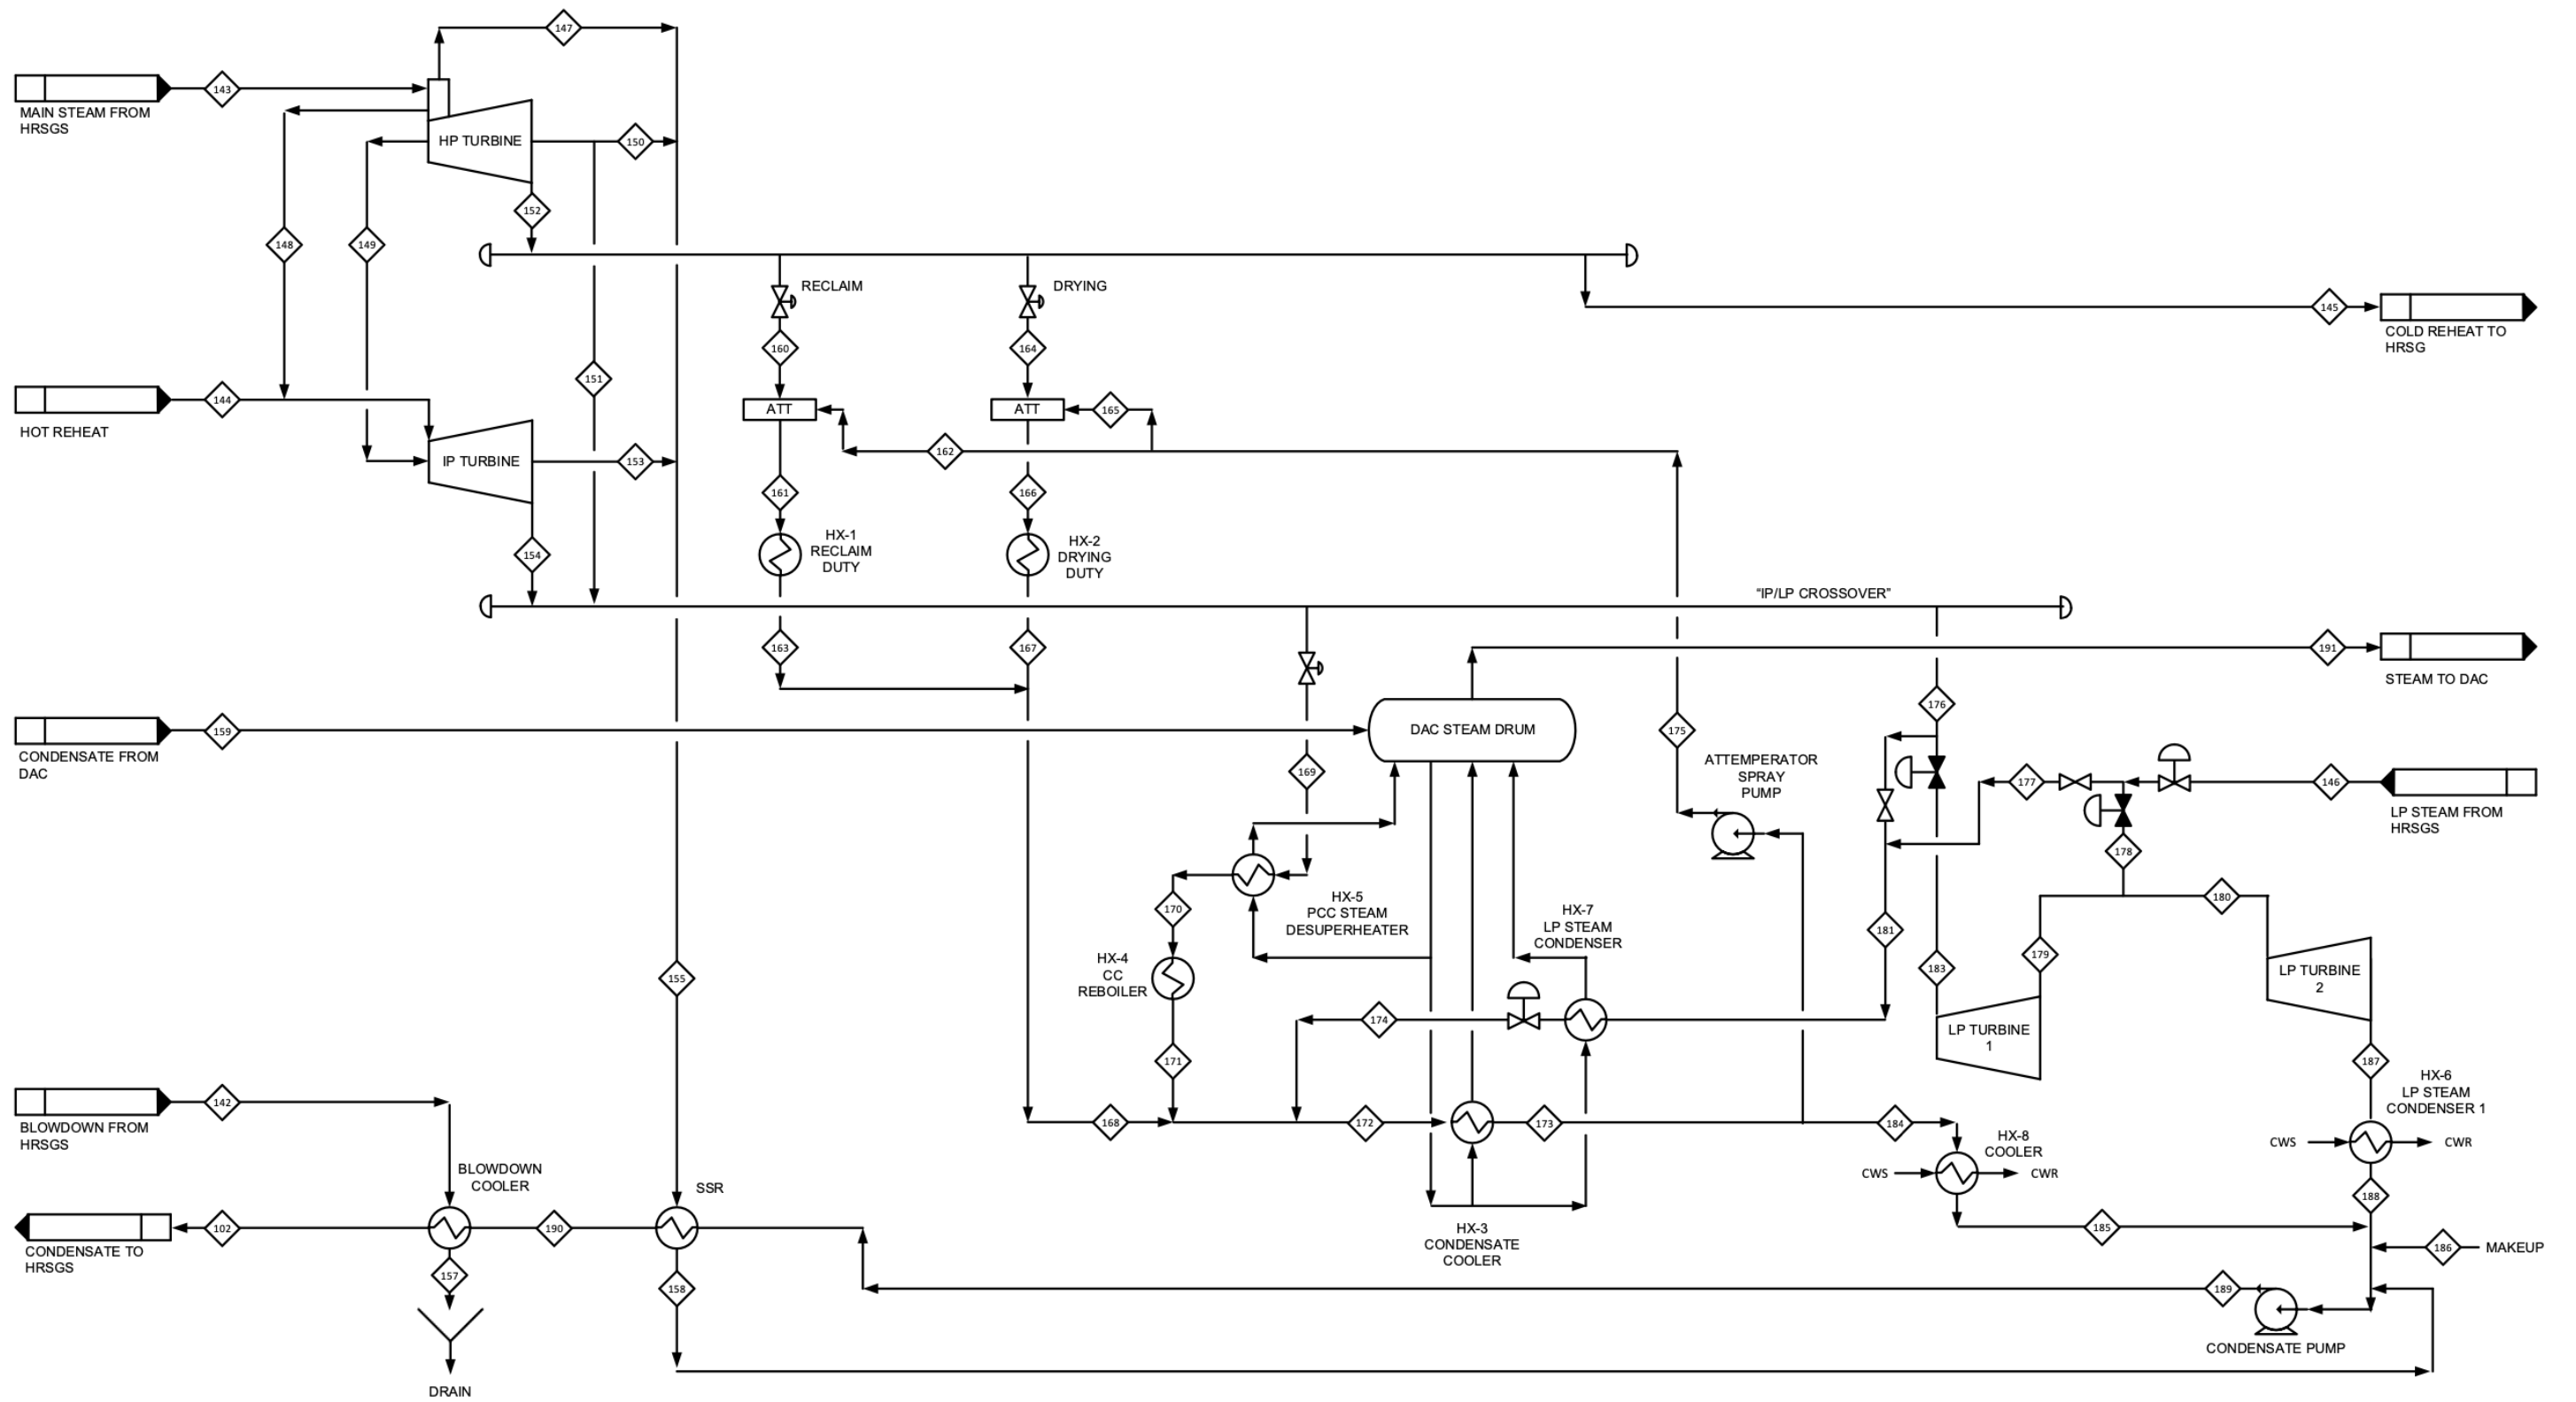 147
143
MAIN STEAM FROM
HRSGS
HP TURBINE
150
152
148
149
RECLAIM
DRYING
145
COLD REHEAT TO
HRSG
160
164
151
144
HOT REHEAT
ATT
ATT
165
162
IP TURBINE
153
161
166
154
HX-1
RECLAIM
DUTY
HX-2
DRYING
DUTY
“IP/LP CROSSOVER”
163
167
191
STEAM TO DAC
176
159
CONDENSATE FROM
DAC
DAC STEAM DRUM
175
169
ATTEMPERATOR
SPRAY
PUMP
177
146
LP STEAM FROM
HRSGS
178
170
HX-5
PCC STEAM
DESUPERHEATER
HX-7
LP STEAM
CONDENSER
181
180
179
183
155
HX-4
CC
REBOILER
LP TURBINE
2
174
LP TURBINE
1
171
187
142
BLOWDOWN FROM
HRSGS
168
172
173
184
HX-6
LP STEAM
CONDENSER 1
HX-8
COOLER
CWS
CWR
CWS
CWR
BLOWDOWN
COOLER
SSR
188
102
190
CONDENSATE TO
HRSGS
HX-3
CONDENSATE
COOLER
185
186
MAKEUP
157
158
189
CONDENSATE PUMP
DRAIN